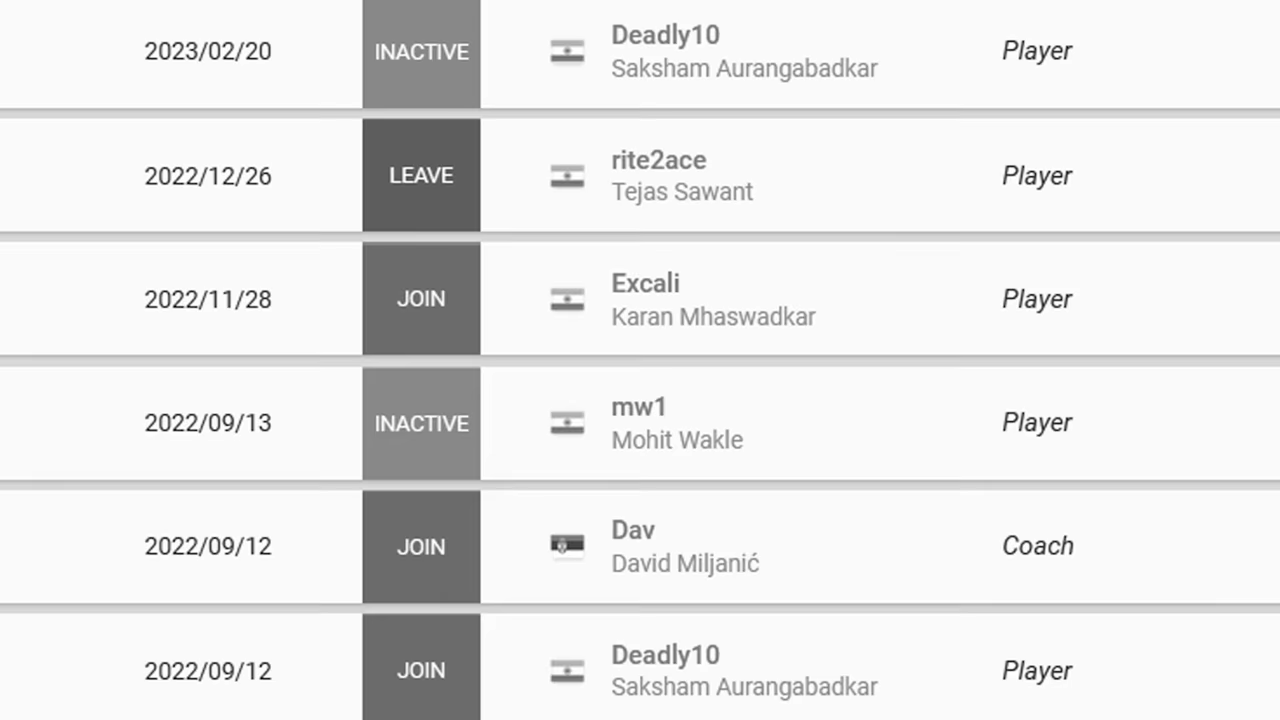 2023/02/20 INACTIVE Deadly10 Player
Saksham Aurangabadkar
2022/12/26 LEAVE rite2ace Player
Tejas Sawant
2022/11/28 JOIN Excali Player
Karan Mhaswadkar
2022/09/13 INACTIVE mw1 Player
Mohit Wakle
2022/09/12 JOIN Dav Coach
David Miljanić
2022/09/12 JOIN Deadly10 Player
Saksham Aurangabadkar